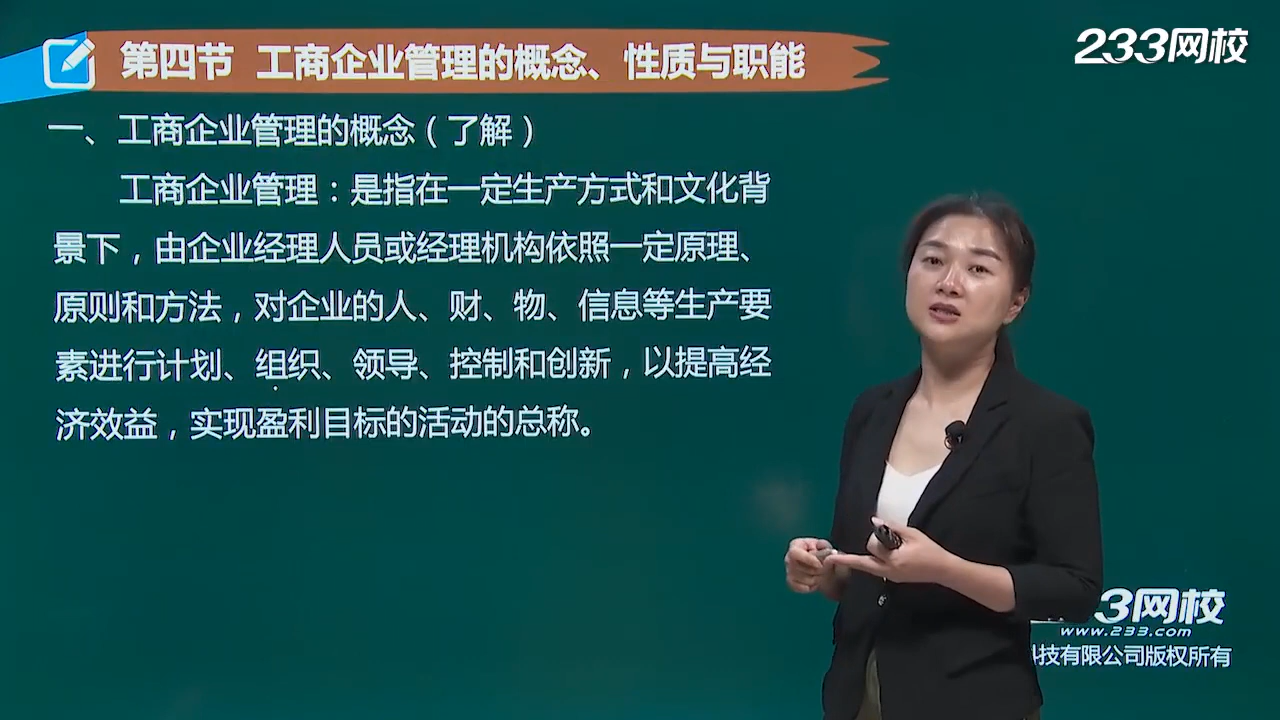 第四节 工商企业管理的概念、性质与职能
233网校
一、工商企业管理的概念（了解）
工商企业管理：是指在一定生产方式和文化背
景下，由企业经理人员或经理机构依照一定原理、
原则和方法，对企业的人、财、物、信息等生产要
素进行计划、组织、领导、控制和创新，以提高经
济效益，实现盈利目标的活动的总称。
3网校
www.233.com
科技有限公司版权所有